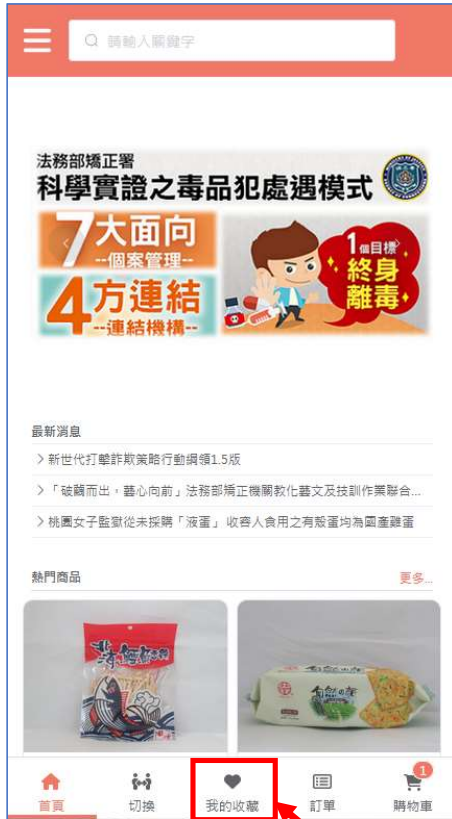 請輸入關鍵字
法務部矯正署
科學實證之毒品犯處遇模式
7大面向
--個案管理--
4方連結
--連結機構--
1個目標
終身
離毒
最新消息
新世代打擊詐欺策略行動綱領1.5版
「破繭而出，藝心向前」法務部矯正機關教化藝文及技訓作業聯合...
桃園女子監獄從未採購「液蛋」 收容人食用之有殼蛋均為國產雞蛋
熱門商品
更多...
自然の菜
1
首頁
切換
我的收藏
訂單
購物車